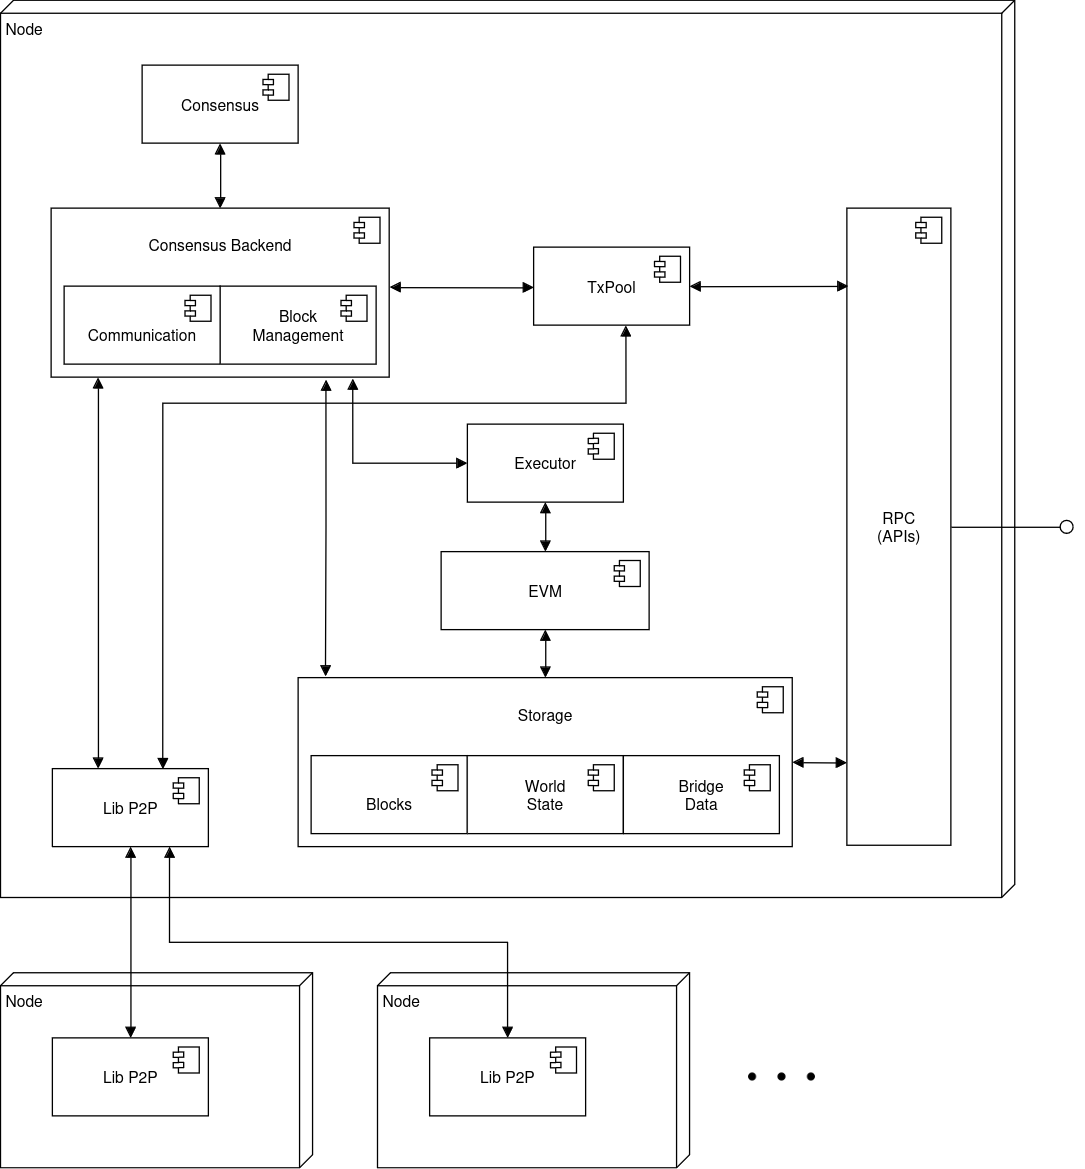 Node
Consensus
Consensus Backend
Communication
Block
Management
TxPool
Executor
RPC
(APIs)
EVM
Storage
Blocks
World
State
Bridge
Data
Lib P2P
Node
Lib P2P
Node
Lib P2P